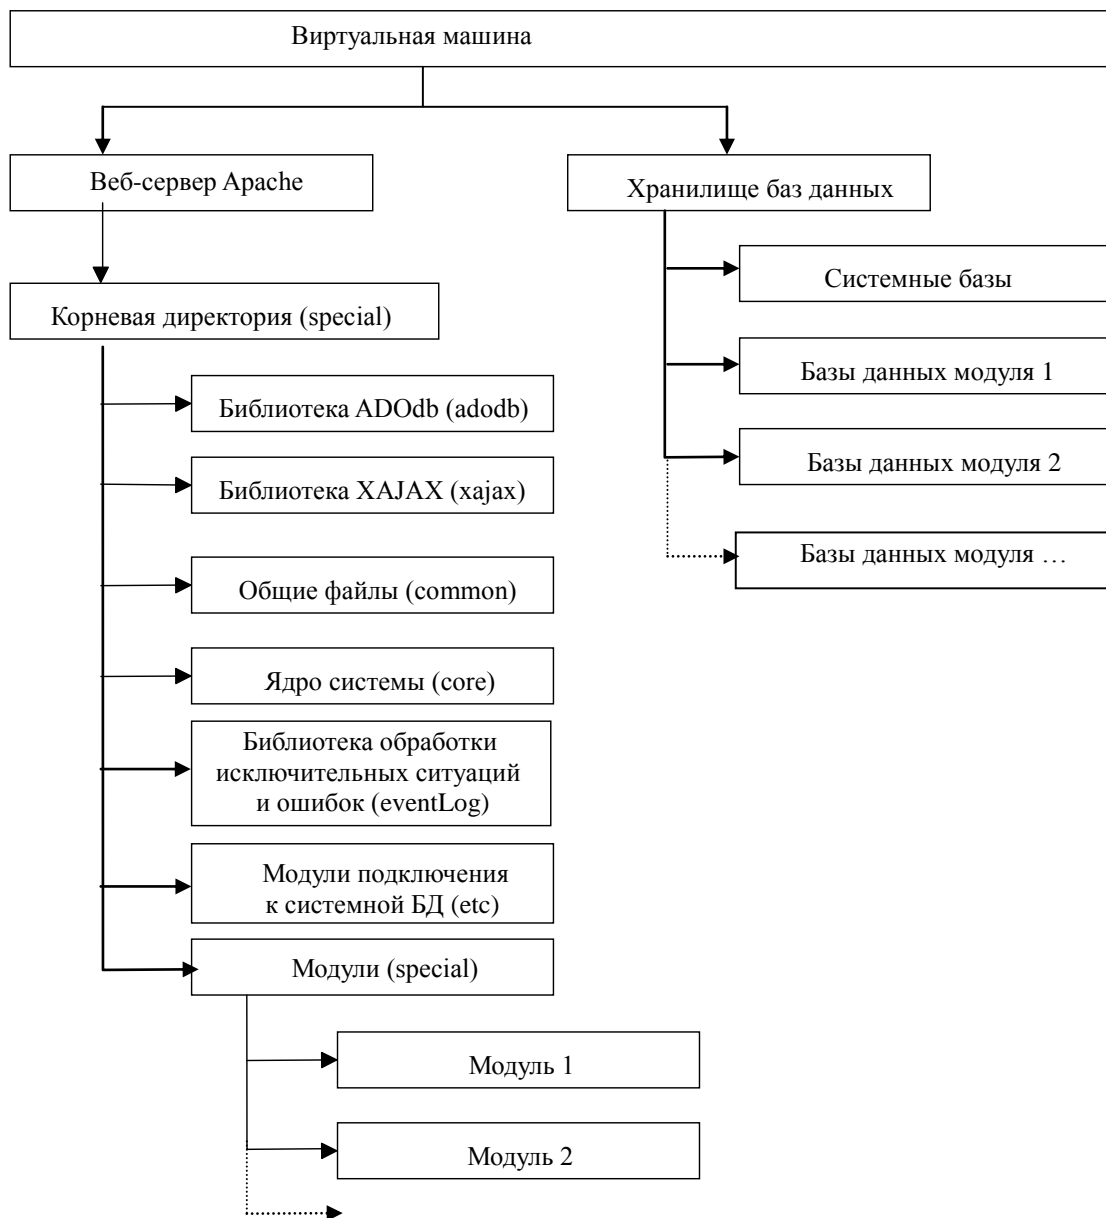 Виртуальная машина
Веб-сервер Apache
Хранилище баз данных
Системные базы
Корневая директория (special)
Базы данных модуля 1
Библиотека ADOdb (adodb)
Базы данных модуля 2
Библиотека XAJAX (xajax)
Базы данных модуля …
Общие файлы (common)
Ядро системы (core)
Библиотека обработки
исключительных ситуаций
и ошибок (eventLog)
Модули подключения
к системной БД (etc)
Модули (special)
Модуль 1
Модуль 2